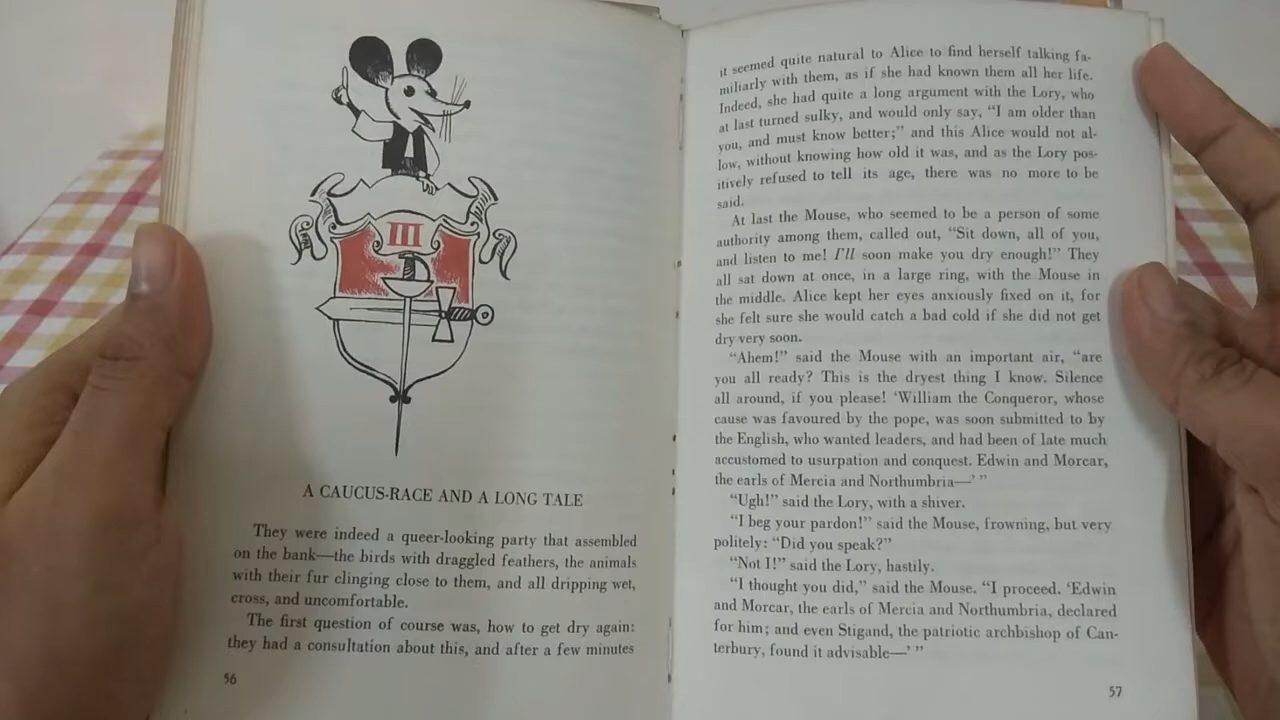 III
A CAUCUS-RACE AND A LONG TALE
They were indeed a queer-looking party that assembled
on the bank—the birds with draggled feathers, the animals
with their fur clinging close to them, and all dripping wet,
cross, and uncomfortable.
The first question of course was, how to get dry again:
they had a consultation about this, and after a few minutes
56
it seemed quite natural to Alice to find herself talking fa-
miliarly with them, as if she had known them all her life.
Indeed, she had quite a long argument with the Lory, who
at last turned sulky, and would only say, “I am older than
you, and must know better;” and this Alice would not al-
low, without knowing how old it was, and as the Lory pos-
itively refused to tell its age, there was no more to be
said.
At last the Mouse, who seemed to be a person of some
authority among them, called out, “Sit down, all of you,
and listen to me! I’ll soon make you dry enough!” They
all sat down at once, in a large ring, with the Mouse in
the middle. Alice kept her eyes anxiously fixed on it, for
she felt sure she would catch a bad cold if she did not get
dry very soon.
“Ahem!” said the Mouse with an important air, “are
you all ready? This is the dryest thing I know. Silence
all around, if you please! ‘William the Conqueror, whose
cause was favoured by the pope, was soon submitted to by
the English, who wanted leaders, and had been of late much
accustomed to usurpation and conquest. Edwin and Morcar,
the earls of Mercia and Northumbria—’ ”
“Ugh!” said the Lory, with a shiver.
“I beg your pardon!” said the Mouse, frowning, but very
politely: “Did you speak?”
“Not I!” said the Lory, hastily.
“I thought you did,” said the Mouse. “I proceed. ‘Edwin
and Morcar, the earls of Mercia and Northumbria, declared
for him; and even Stigand, the patriotic archbishop of Can-
terbury, found it advisable—’ ”
57